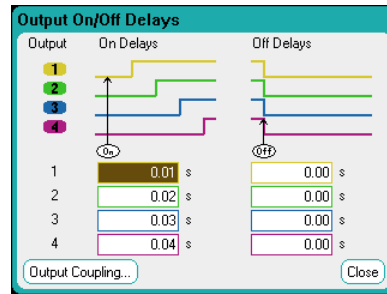 Output On/Off Delays
Output On Delays Off Delays
1
2
3
4
On Off
1 0.01 s 0.00 s
2 0.02 s 0.00 s
3 0.03 s 0.00 s
4 0.04 s 0.00 s
Output Coupling... Close